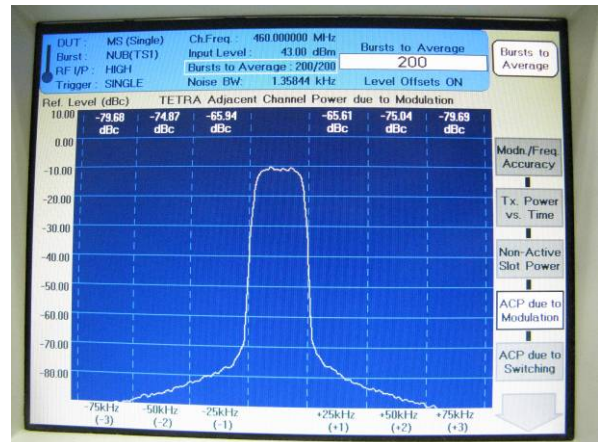 DUT : MS (Single) Ch.Freq. : 460.000000 MHz
Burst : NUB(TS1) Input Level : 43.00 dBm Bursts to Average
RF I/P : HIGH Bursts to Average : 200/200 200
Trigger : SINGLE Noise BW: 1.35844 kHz Level Offsets ON
Bursts to
Average
Ref. Level (dBc) TETRA Adjacent Channel Power due to Modulation
10.00 -79.68 -74.87 -65.94 -65.61 -75.04 -79.69
dBc dBc dBc dBc dBc dBc
0.00
-10.00
-20.00
-30.00
-40.00
-50.00
-60.00
-70.00
-80.00
-75kHz -50kHz -25kHz +25kHz +50kHz +75kHz
(-3) (-2) (-1) (+1) (+2) (+3)
Modn./Freq.
Accuracy
Tx. Power
vs. Time
Non-Active
Slot Power
ACP due to
Modulation
ACP due to
Switching